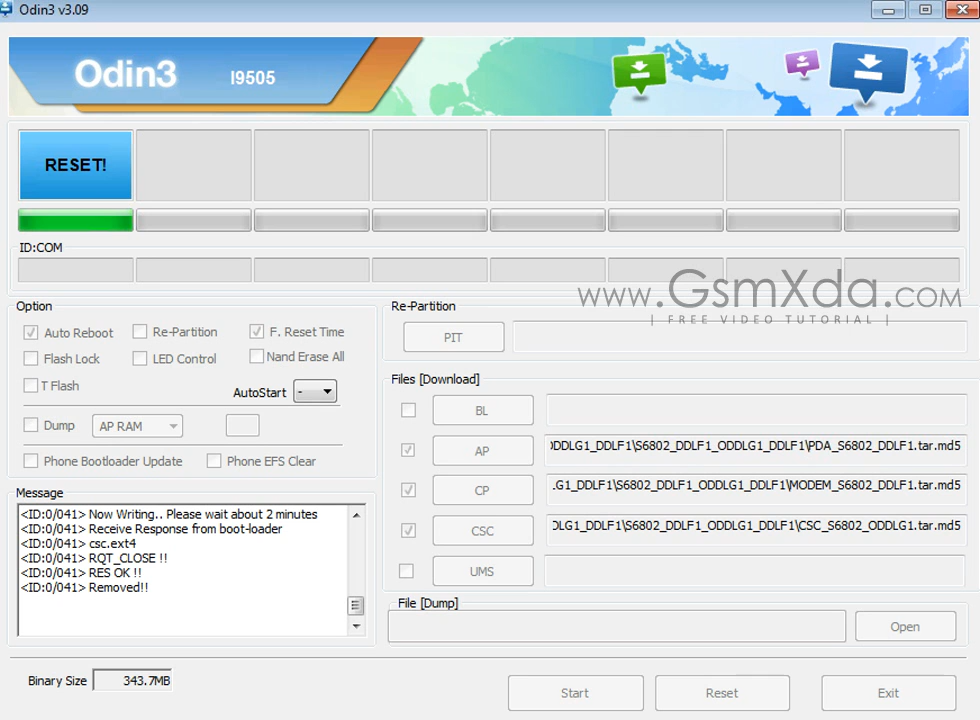 Odin3 v3.09
Odin3 I9505
RESET!
ID:COM
www.GsmXda.com
| FREE VIDEO TUTORIAL |
Option
Auto Reboot
Re-Partition
F. Reset Time
Flash Lock
LED Control
Nand Erase All
T Flash
AutoStart -
Dump
AP RAM
Phone Bootloader Update
Phone EFS Clear
Message
<ID:0/041> Now Writing.. Please wait about 2 minutes
<ID:0/041> Receive Response from boot-loader
<ID:0/041> csc.ext4
<ID:0/041> RQT_CLOSE !!
<ID:0/041> RES OK !!
<ID:0/041> Removed!!
Re-Partition
PIT
Files [Download]
BL
AP
DDLG1_DDLF1\S6802_DDLF1_ODDLG1_DDLF1\PDA_S6802_DDLF1.tar.md5
CP
.G1_DDLF1\S6802_DDLF1_ODDLG1_DDLF1\MODEM_S6802_DDLF1.tar.md5
CSC
DLG1_DDLF1\S6802_DDLF1_ODDLG1_DDLF1\CSC_S6802_ODDLG1.tar.md5
UMS
File [Dump]
Open
Binary Size 343.7MB
Start
Reset
Exit